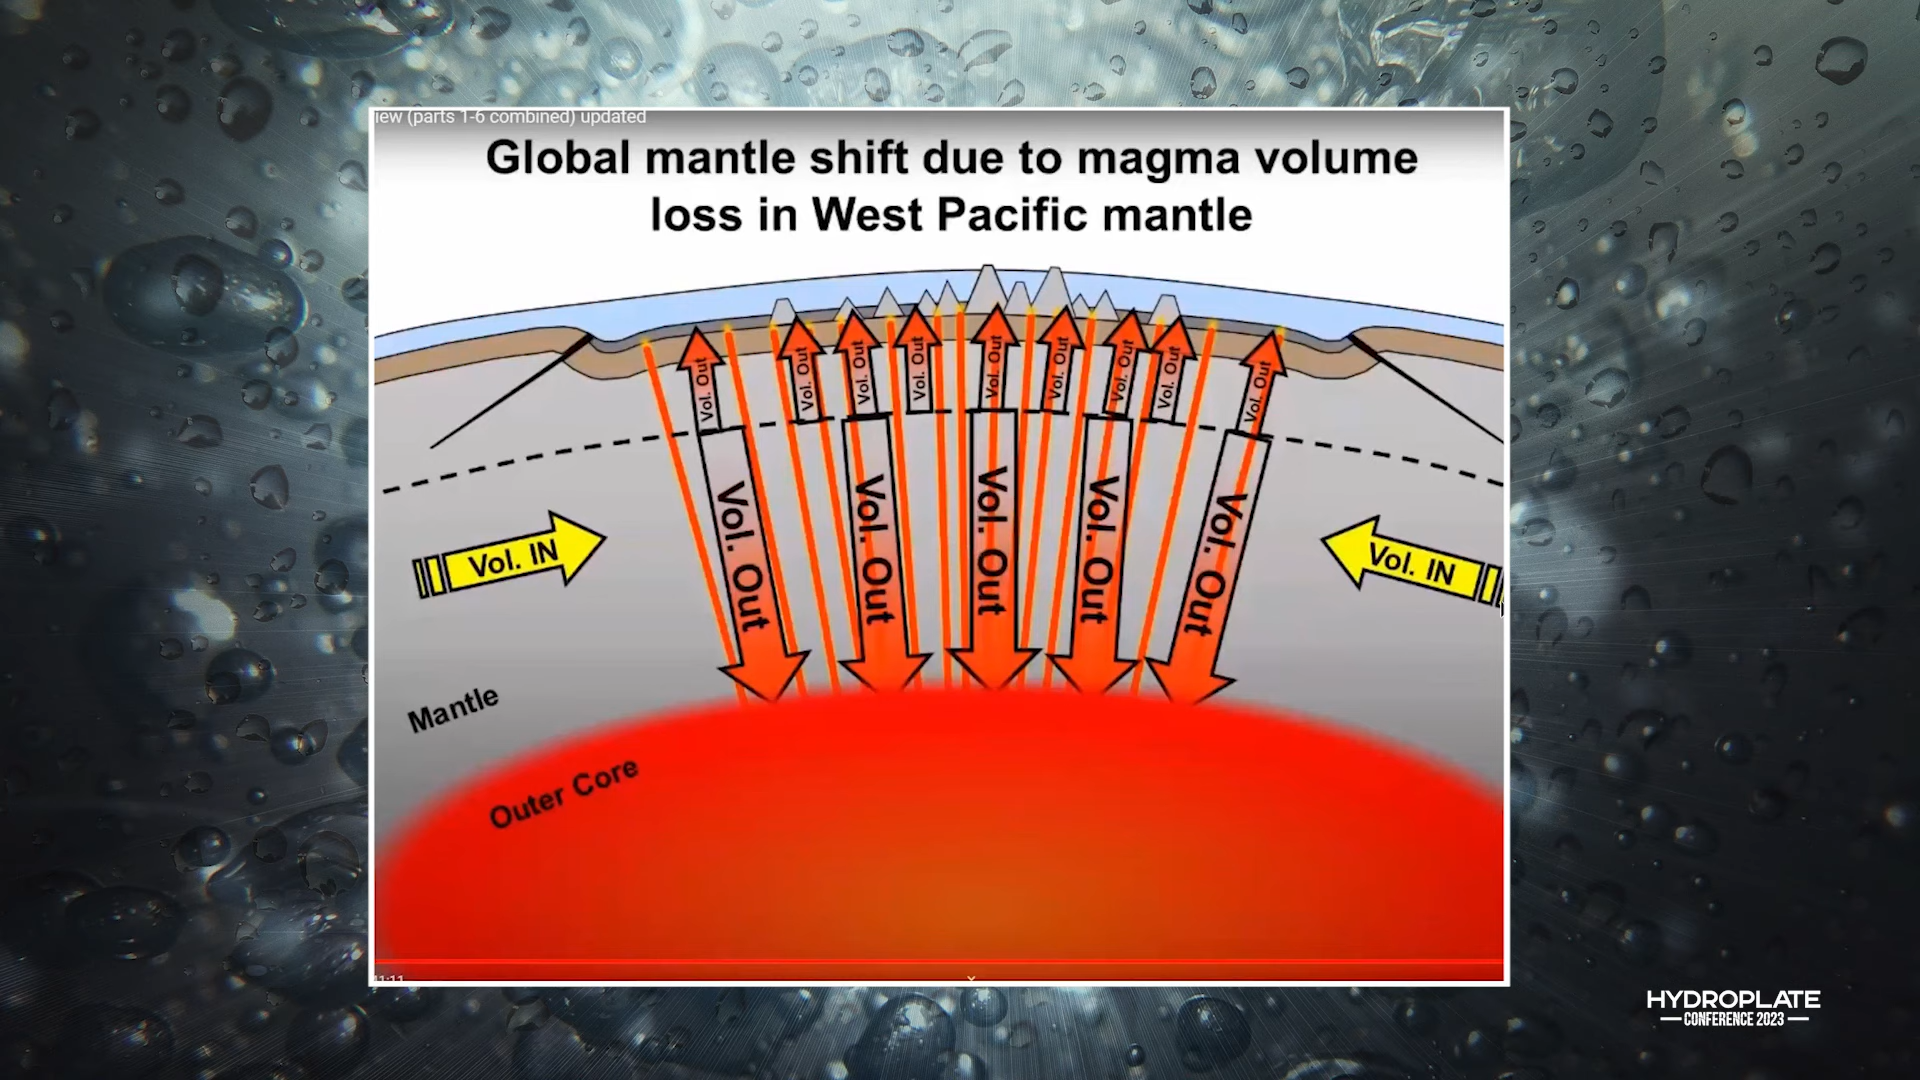 iew (parts 1-6 combined) updated
Global mantle shift due to magma volume
loss in West Pacific mantle
Vol. Out
Vol. Out
Vol. Out
Vol. Out
Vol. Out
Vol. Out
Vol. Out
Vol. Out
Vol. Out
Vol. Out
Vol. Out
Vol. Out
Vol. Out
Vol. Out
Vol. IN
Vol. IN
Mantle
Outer Core
11:11
HYDROPLATE
CONFERENCE 2023